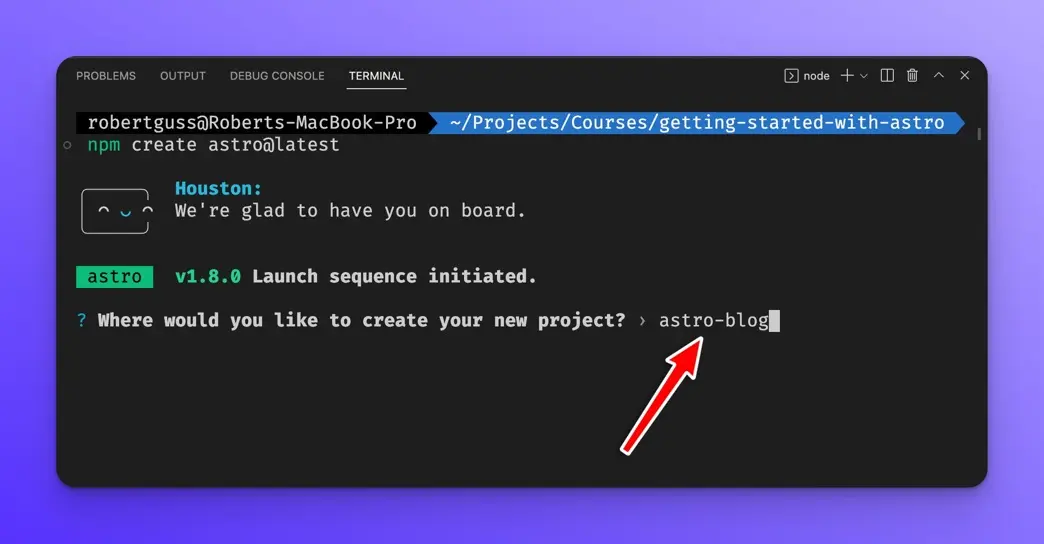 PROBLEMS OUTPUT DEBUG CONSOLE TERMINAL node
robertguss@Roberts-MacBook-Pro ~/Projects/Courses/getting-started-with-astro
npm create astro@latest
Houston:
We're glad to have you on board.
astro v1.8.0 Launch sequence initiated.
? Where would you like to create your new project? › astro-blog